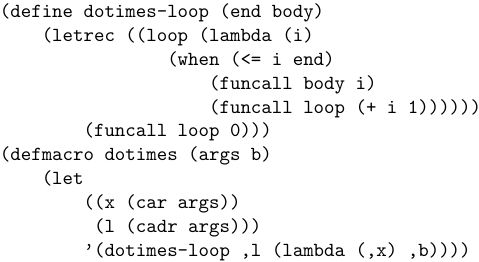 (define dotimes-loop (end body)
    (letrec ((loop (lambda (i)
                (when (<= i end)
                    (funcall body i)
                    (funcall loop (+ i 1))))))
        (funcall loop 0)))
(defmacro dotimes (args b)
    (let
        ((x (car args))
         (l (cadr args)))
        '(dotimes-loop ,l (lambda (,x) ,b))))